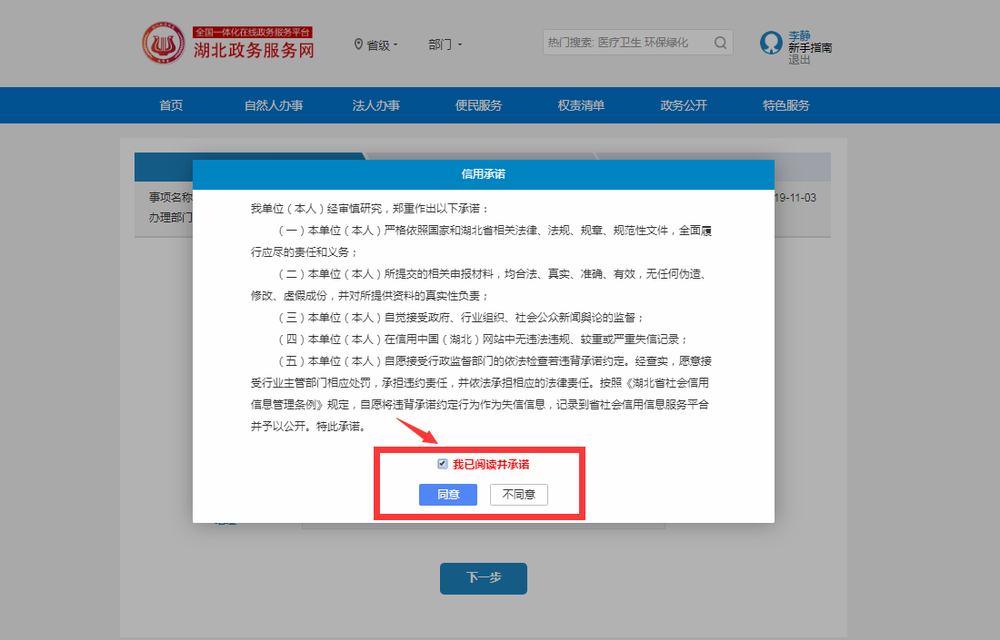 全国一体化在线政务服务平台
湖北政务服务网
省级
部门
热门搜索: 医疗卫生 环保绿化
李静
新手指南
退出
首页
自然人办事
法人办事
便民服务
权责清单
政务公开
特色服务
事项名称
19-11-03
办理部门
信用承诺
我单位（本人）经审慎研究，郑重作出以下承诺：
（一）本单位（本人）严格依照国家和湖北省相关法律、法规、规章、规范性文件，全面履
行应尽的责任和义务；
（二）本单位（本人）所提交的相关申报材料，均合法、真实、准确、有效，无任何伪造、
修改、虚假成份，并对所提供资料的真实性负责；
（三）本单位（本人）自觉接受政府、行业组织、社会公众新闻舆论的监督；
（四）本单位（本人）在信用中国（湖北）网站中无违法违规、较重或严重失信记录；
（五）本单位（本人）自愿接受行政监督部门的依法检查若违背承诺约定。经查实，愿意接
受行业主管部门相应处罚，承担违约责任，并依法承担相应的法律责任。按照《湖北省社会信用
信息管理条例》规定，自愿将违背承诺约定行为作为失信信息，记录到省社会信用信息服务平台
并予以公开。特此承诺。
我已阅读并承诺
同意
不同意
下一步